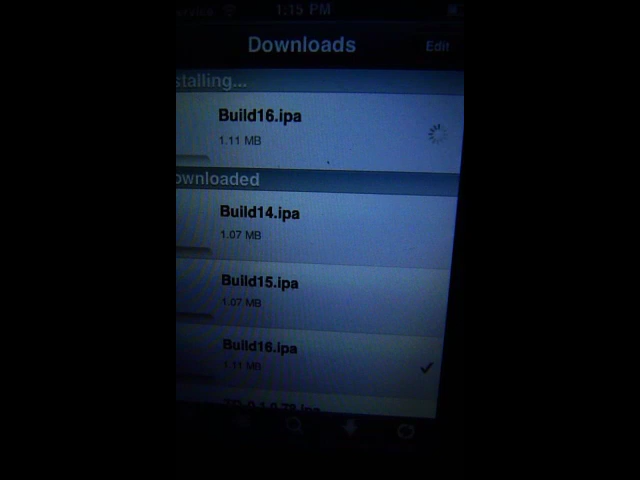 1:15 PM
Downloads
Edit
stalling...
Build16.ipa
1.11 MB
ownloaded
Build14.ipa
1.07 MB
Build15.ipa
1.07 MB
Build16.ipa
1.11 MB